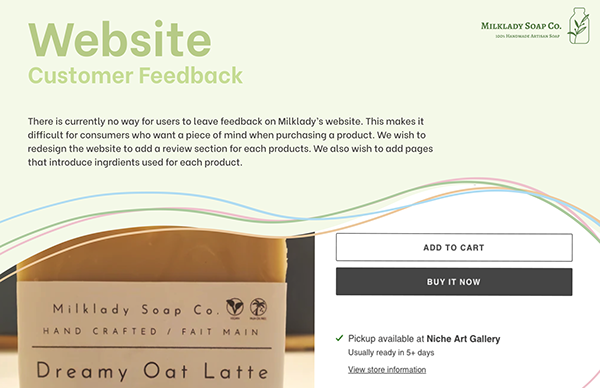 Website
Customer Feedback
Milklady Soap Co.
100% Handmade Artisan Soap
There is currently no way for users to leave feedback on Milklady's website. This makes it
difficult for consumers who want a piece of mind when purchasing a product. We wish to
redesign the website to add a review section for each products. We also wish to add pages
that introduce ingrdients used for each product.
Milklady Soap Co.
HAND CRAFTED / FAIT MAIN
Dreamy Oat Latte
ADD TO CART
BUY IT NOW
Pickup available at Niche Art Gallery
Usually ready in 5+ days
View store information